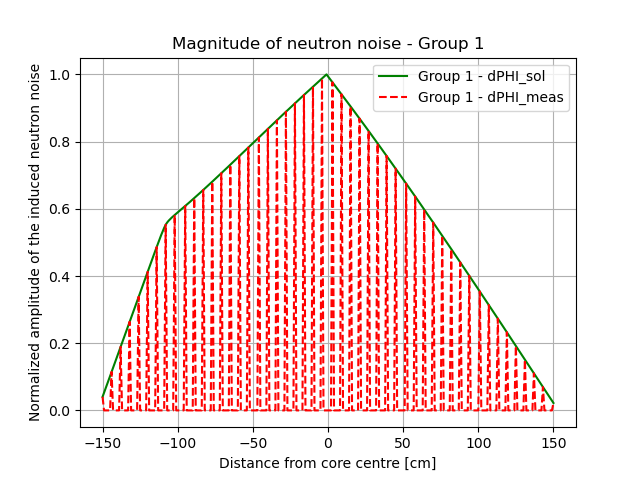 Magnitude of neutron noise - Group 1
Normalized amplitude of the induced neutron noise
1.0
0.8
0.6
0.4
0.2
0.0
Group 1 - dPHI_sol
Group 1 - dPHI_meas
−150
−100
−50
0
50
100
150
Distance from core centre [cm]